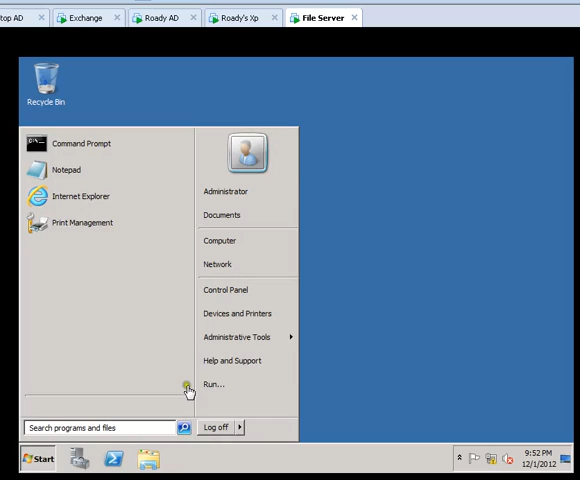 top AD
Exchange
Roady AD
Roady's Xp
File Server
Recycle Bin
Command Prompt
Notepad
Internet Explorer
Print Management
Administrator
Documents
Computer
Network
Control Panel
Devices and Printers
Administrative Tools
Help and Support
Run...
Search programs and files
Log off
Start
9:52 PM
12/1/2012